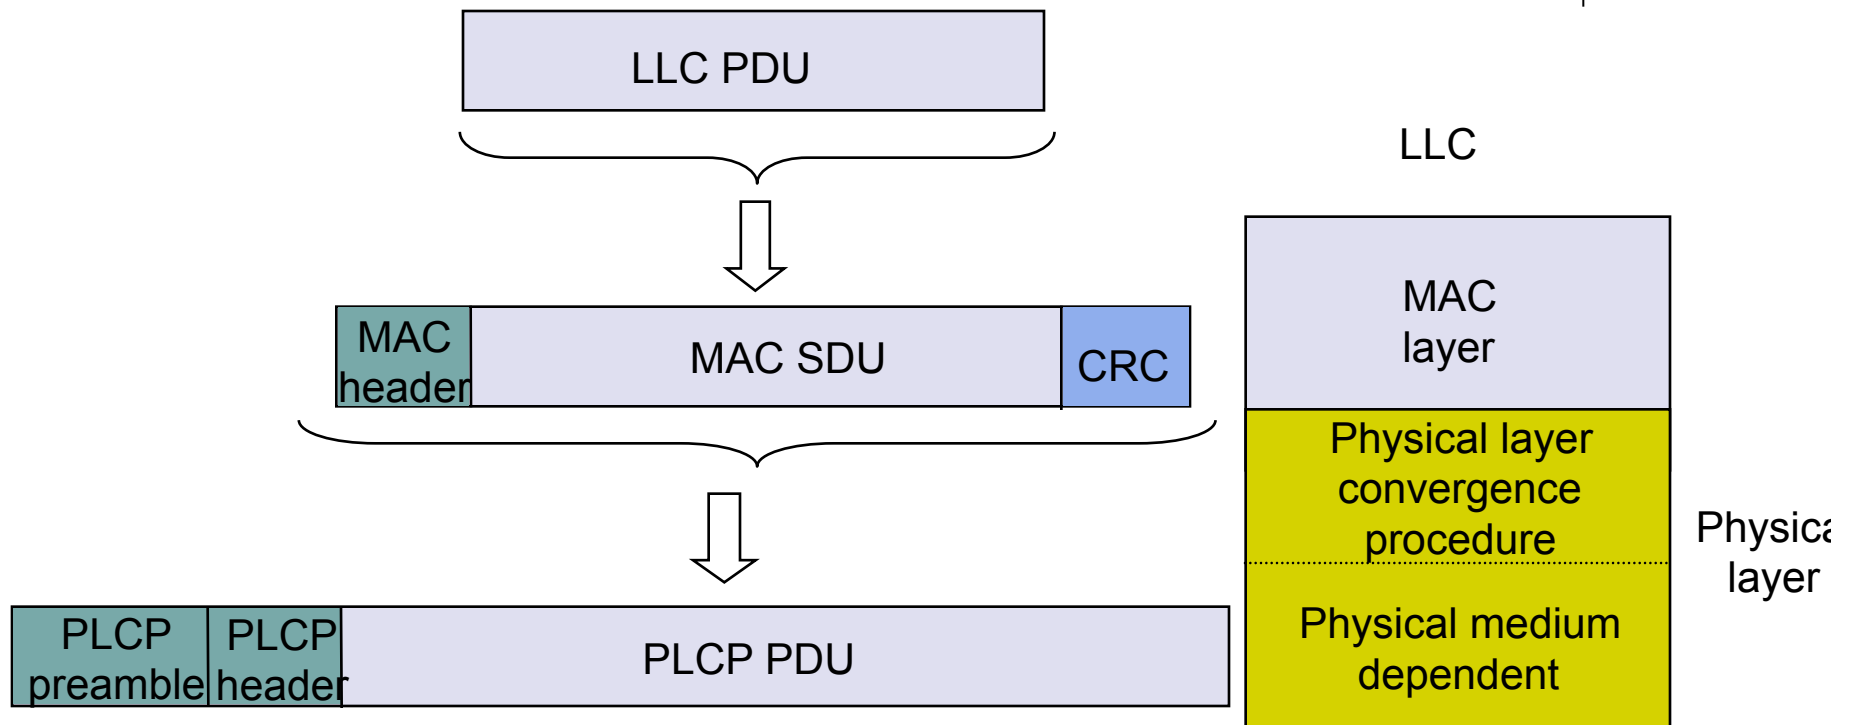 LLC PDU
LLC
MAC
header
MAC SDU
CRC
MAC
layer
Physical layer
convergence
procedure
Physica
layer
PLCP
preamble
PLCP
header
PLCP PDU
Physical medium
dependent